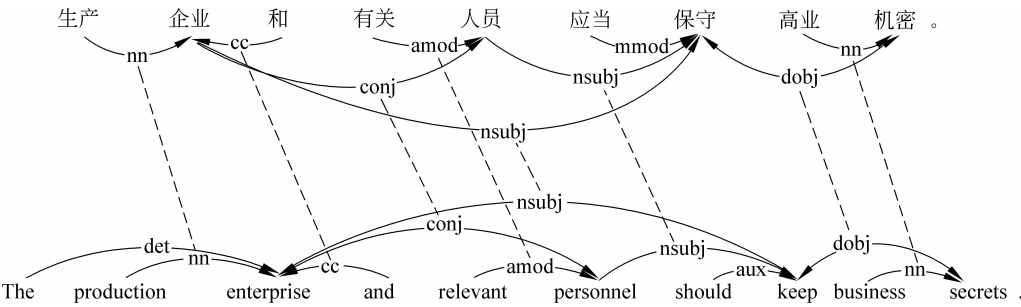 生产 企业 和 有关 人员 应当 保守 高业 机密 。
nn cc amod mmod nn
conj nsubj dobj
nsubj
nsubj
conj
det nn cc amod nsubj aux dobj nn
The production enterprise and relevant personnel should keep business secrets .